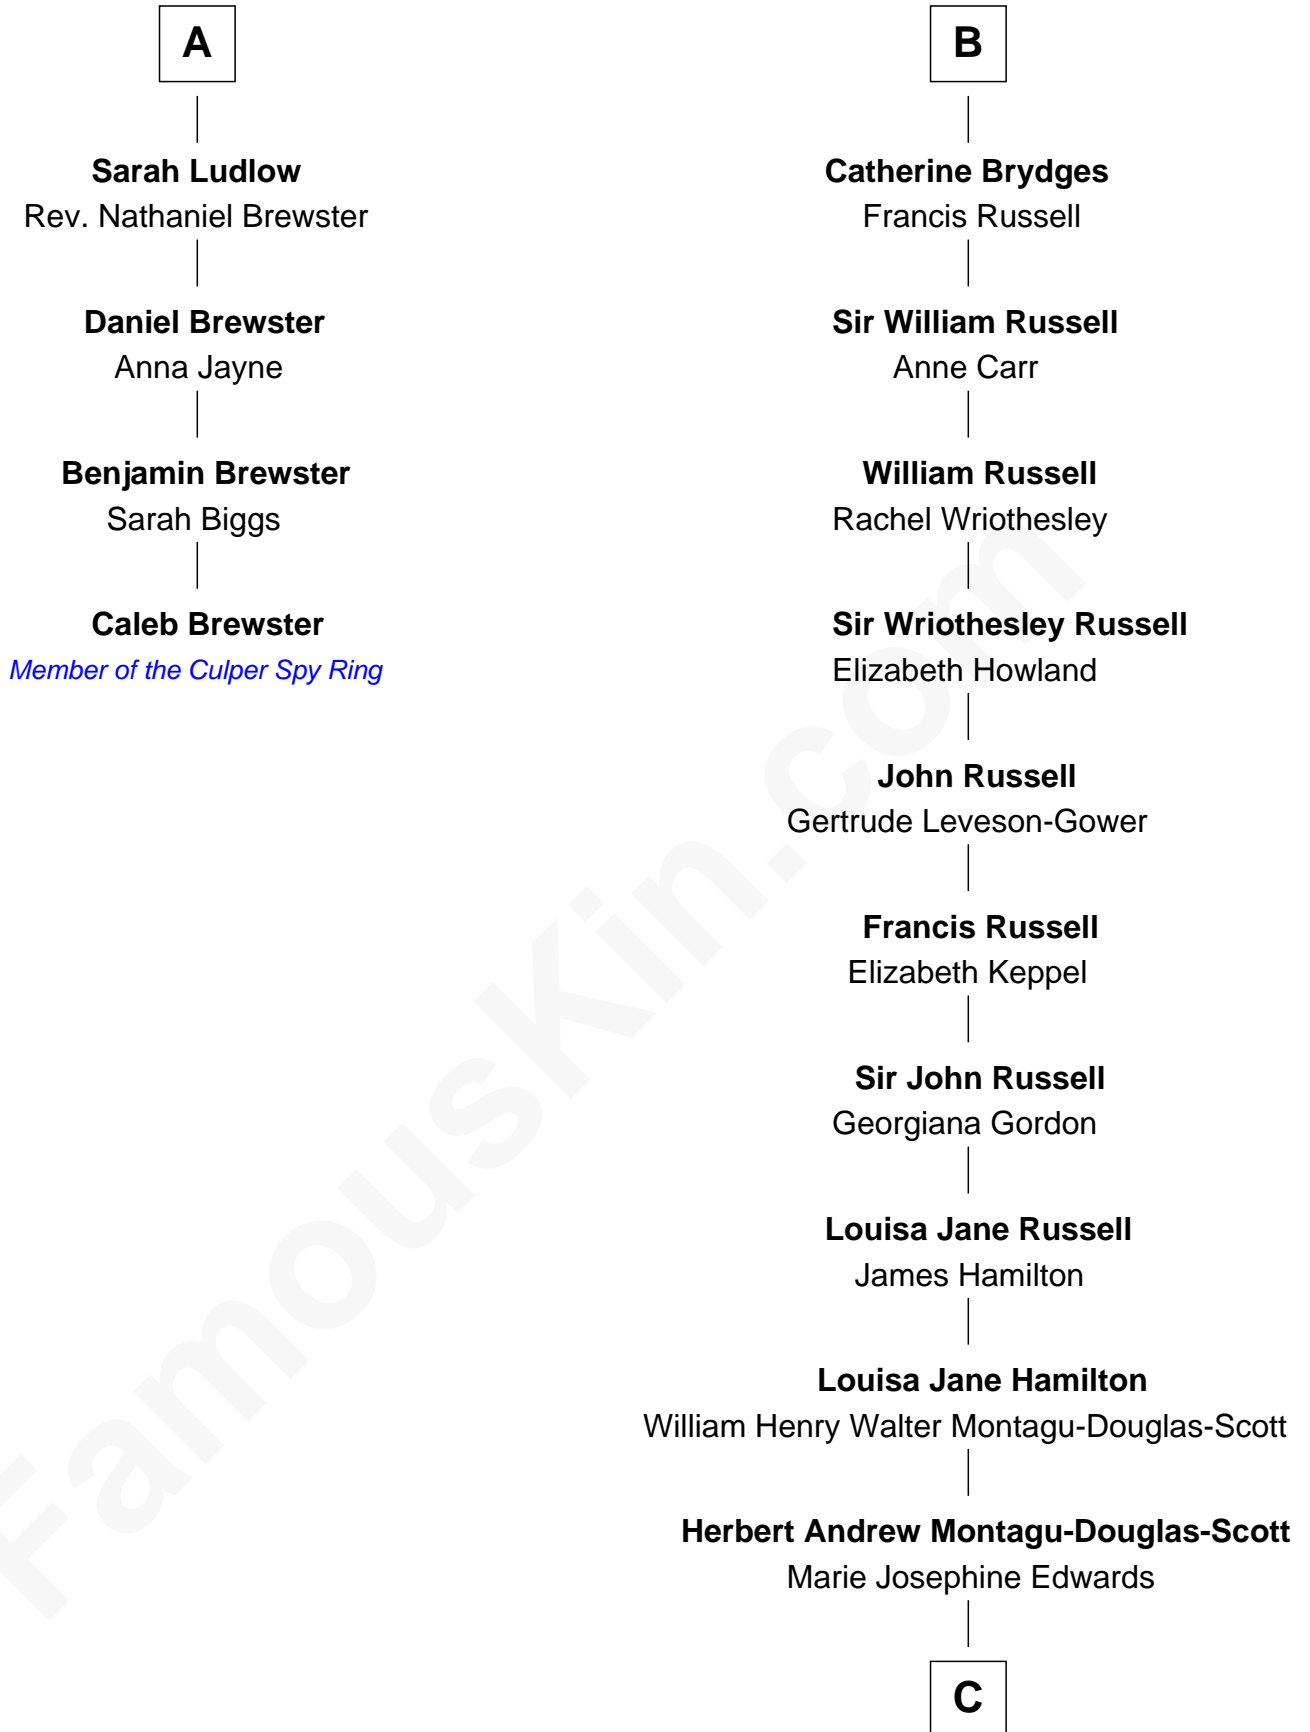 A
Sarah Ludlow
Rev. Nathaniel Brewster
Daniel Brewster
Anna Jayne
Benjamin Brewster
Sarah Biggs
Caleb Brewster
Member of the Culper Spy Ring
B
Catherine Brydges
Francis Russell
Sir William Russell
Anne Carr
William Russell
Rachel Wriothesley
Sir Wriothesley Russell
Elizabeth Howland
John Russell
Gertrude Leveson-Gower
Francis Russell
Elizabeth Keppel
Sir John Russell
Georgiana Gordon
Louisa Jane Russell
James Hamilton
Louisa Jane Hamilton
William Henry Walter Montagu-Douglas-Scott
Herbert Andrew Montagu-Douglas-Scott
Marie Josephine Edwards
C
FamousKin.com